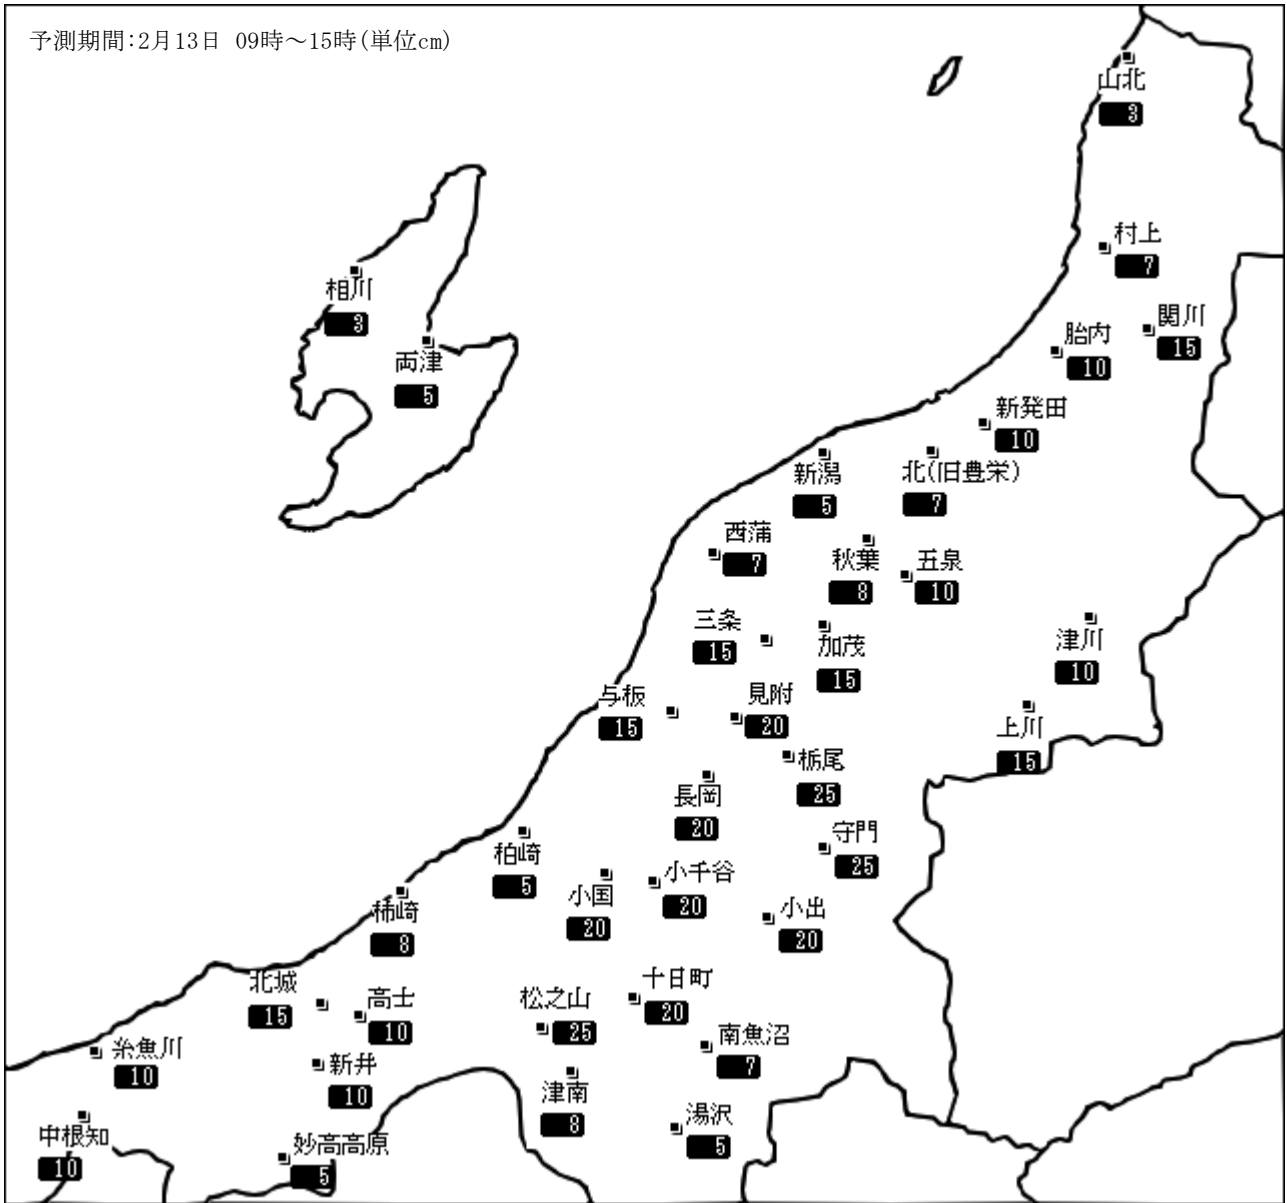 予測期間:2月13日 09時～15時(単位cm)
山北
3
村上
7
相川
3
関川
15
胎内
10
両津
5
新発田
10
新潟
5
北(旧豊栄)
7
西蒲
7
秋葉
8
五泉
10
三条
15
加茂
15
津川
10
与板
15
見附
20
上川
15
栃尾
25
長岡
20
守門
25
柏崎
5
小国
20
小千谷
20
小出
20
柿崎
8
北城
15
高士
10
松之山
25
十日町
20
南魚沼
7
糸魚川
10
新井
10
津南
8
湯沢
5
中根知
10
妙高高原
5